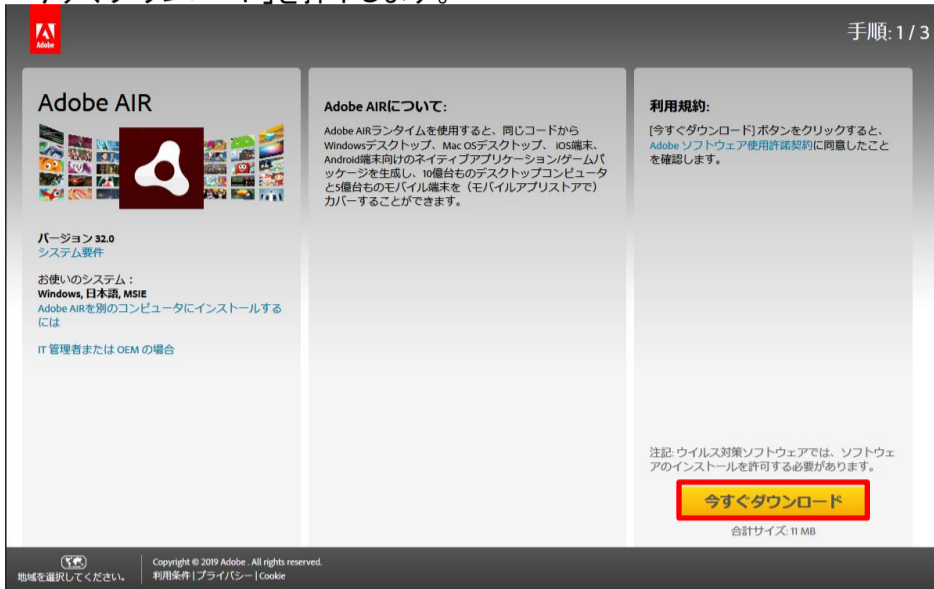 Adobe
手順: 1 / 3
Adobe AIR
バージョン 32.0
システム要件
お使いのシステム :
Windows, 日本語, MSIE
Adobe AIRを別のコンピュータにインストールする
には
IT 管理者または OEM の場合
Adobe AIRについて:
Adobe AIRランタイムを使用すると、同じコードから
Windowsデスクトップ、Mac OSデスクトップ、 iOS端末、
Android端末向けのネイティブアプリケーション/ゲームパ
ッケージを生成し、10億台ものデスクトップコンピュータ
と5億台ものモバイル端末を（モバイルアプリストアで）
カバーすることができます。
利用規約:
[今すぐダウンロード] ボタンをクリックすると、
Adobe ソフトウェア使用許諾契約に同意したこと
を確認します。
注記: ウイルス対策ソフトウェアでは、ソフトウェ
アのインストールを許可する必要があります。
今すぐダウンロード
合計サイズ: 11 MB
地域を選択してください。
Copyright © 2019 Adobe . All rights reserved.
利用条件 | プライバシー | Cookie